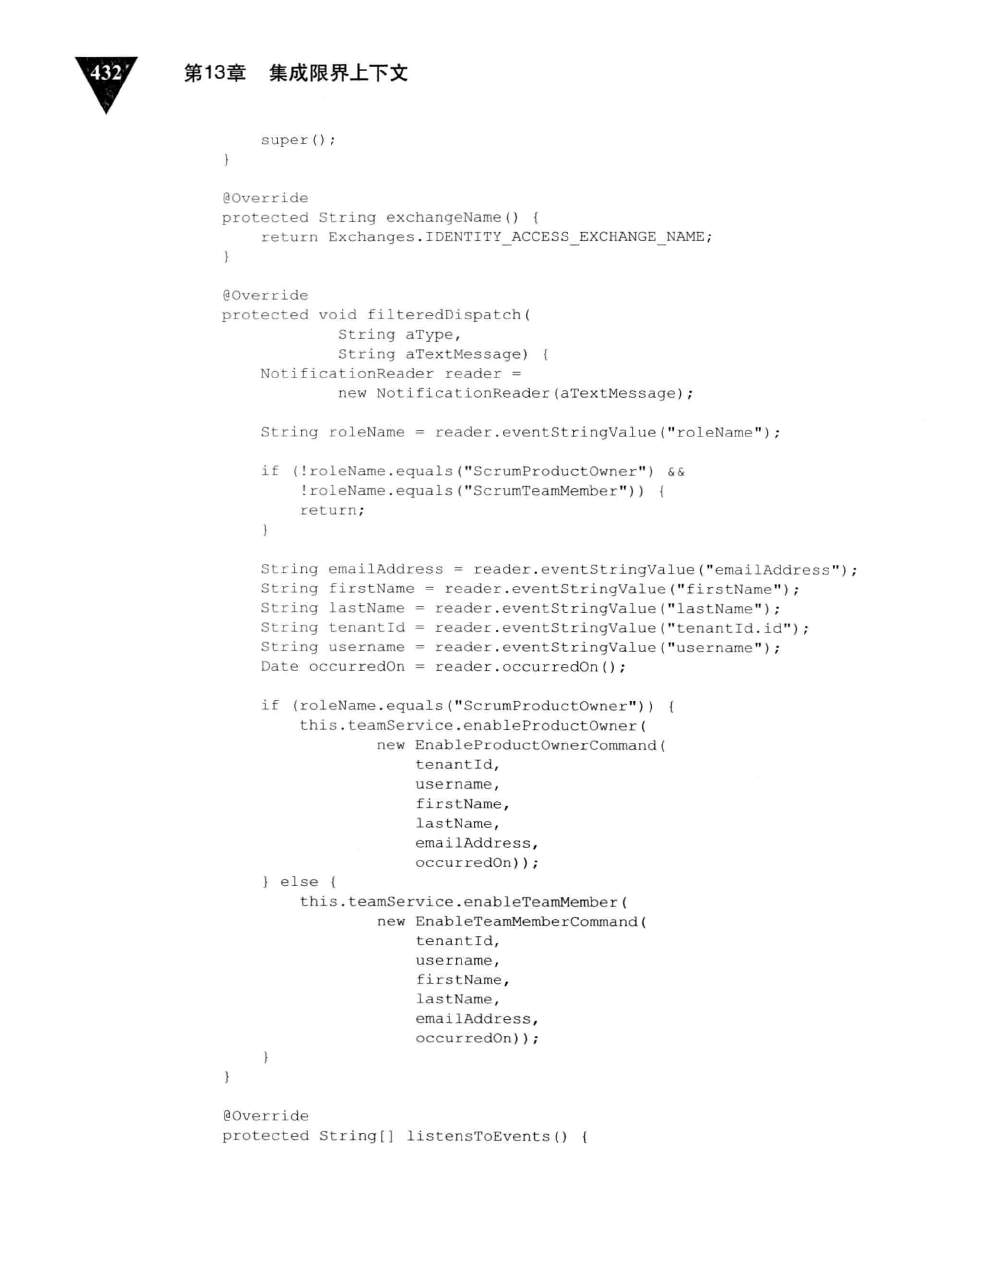 432 第13章 集成限界上下文
super();
}
@Override
protected String exchangeName() {
return Exchanges.IDENTITY_ACCESS_EXCHANGE_NAME;
}
@Override
protected void filteredDispatch(
String aType,
String aTextMessage) {
NotificationReader reader =
new NotificationReader(aTextMessage);
String roleName = reader.eventStringValue("roleName");
if (!roleName.equals("ScrumProductOwner") &&
!roleName.equals("ScrumTeamMember")) {
return;
}
String emailAddress = reader.eventStringValue("emailAddress");
String firstName = reader.eventStringValue("firstName");
String lastName = reader.eventStringValue("lastName");
String tenantId = reader.eventStringValue("tenantId.id");
String username = reader.eventStringValue("username");
Date occurredOn = reader.occurredOn();
if (roleName.equals("ScrumProductOwner")) {
this.teamService.enableProductOwner(
new EnableProductOwnerCommand(
tenantId,
username,
firstName,
lastName,
emailAddress,
occurredOn));
} else {
this.teamService.enableTeamMember(
new EnableTeamMemberCommand(
tenantId,
username,
firstName,
lastName,
emailAddress,
occurredOn));
}
}
@Override
protected String[] listensToEvents() {